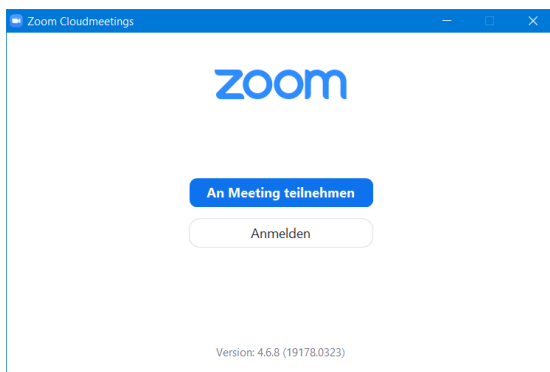 Zoom Cloudmeetings
zoom
An Meeting teilnehmen
Anmelden
Version: 4.6.8 (19178.0323)